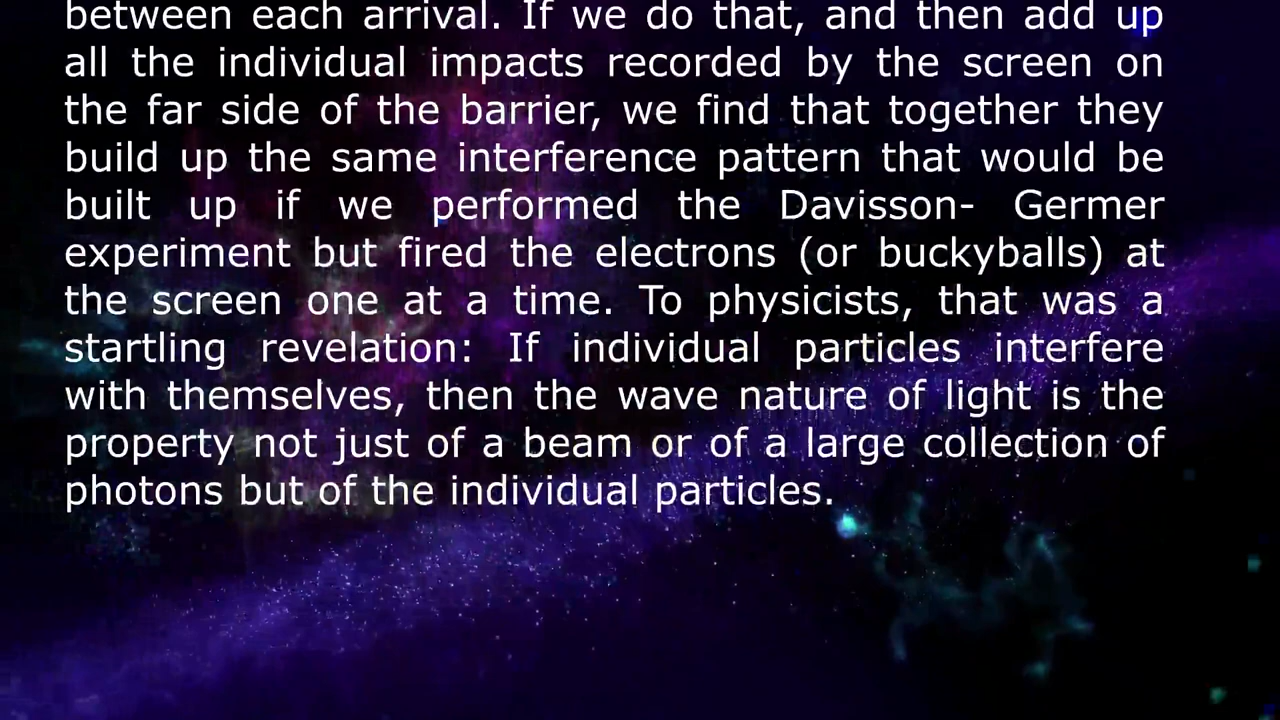 between each arrival. If we do that, and then add up
all the individual impacts recorded by the screen on
the far side of the barrier, we find that together they
build up the same interference pattern that would be
built up if we performed the Davisson- Germer
experiment but fired the electrons (or buckyballs) at
the screen one at a time. To physicists, that was a
startling revelation: If individual particles interfere
with themselves, then the wave nature of light is the
property not just of a beam or of a large collection of
photons but of the individual particles.